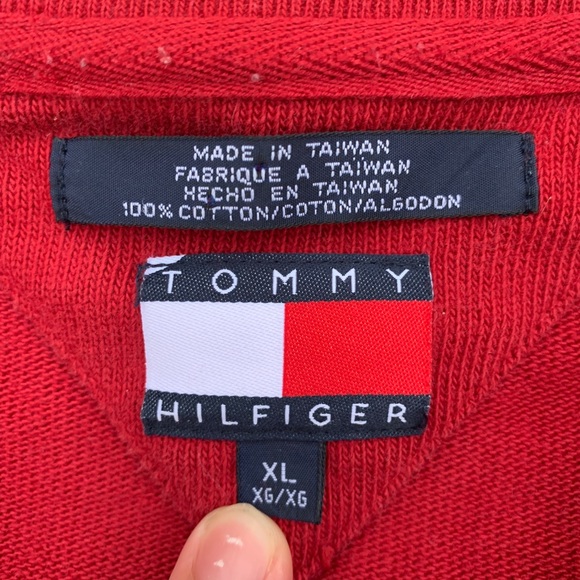 MADE IN TAIWAN
FABRIQUE A TAIWAN
HECHO EN TAIWAN
100% COTTON/COTON/ALGODON
TOMMY
HILFIGER
XL
XG/XG